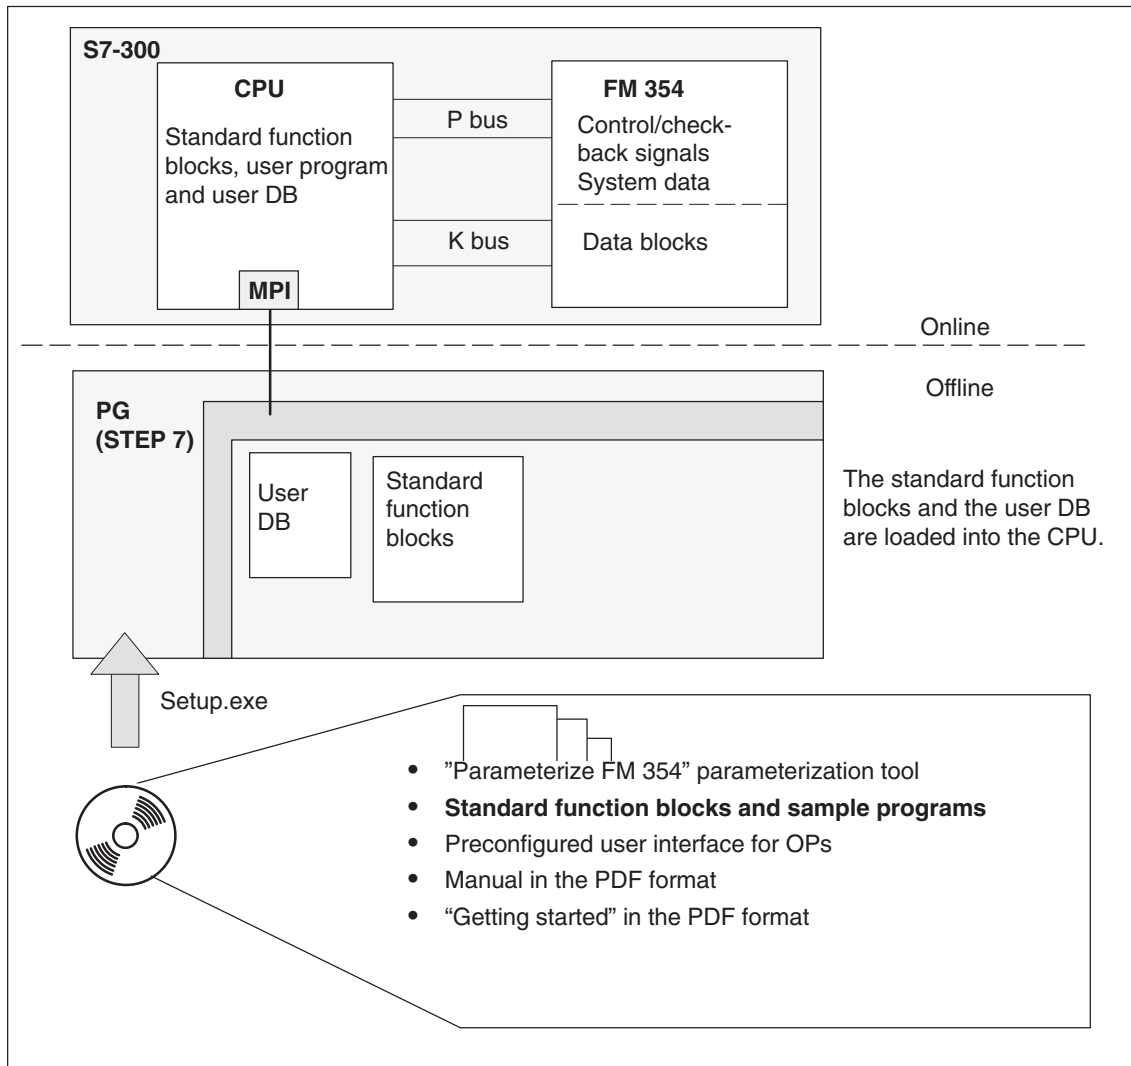 S7-300
CPU
Standard function
blocks, user program
and user DB
MPI
P bus
K bus
FM 354
Control/check-
back signals
System data
Data blocks
Online
Offline
PG
(STEP 7)
User
DB
Standard
function
blocks
The standard function
blocks and the user DB
are loaded into the CPU.
Setup.exe
• ”Parameterize FM 354” parameterization tool
• Standard function blocks and sample programs
• Preconfigured user interface for OPs
• Manual in the PDF format
• “Getting started” in the PDF format